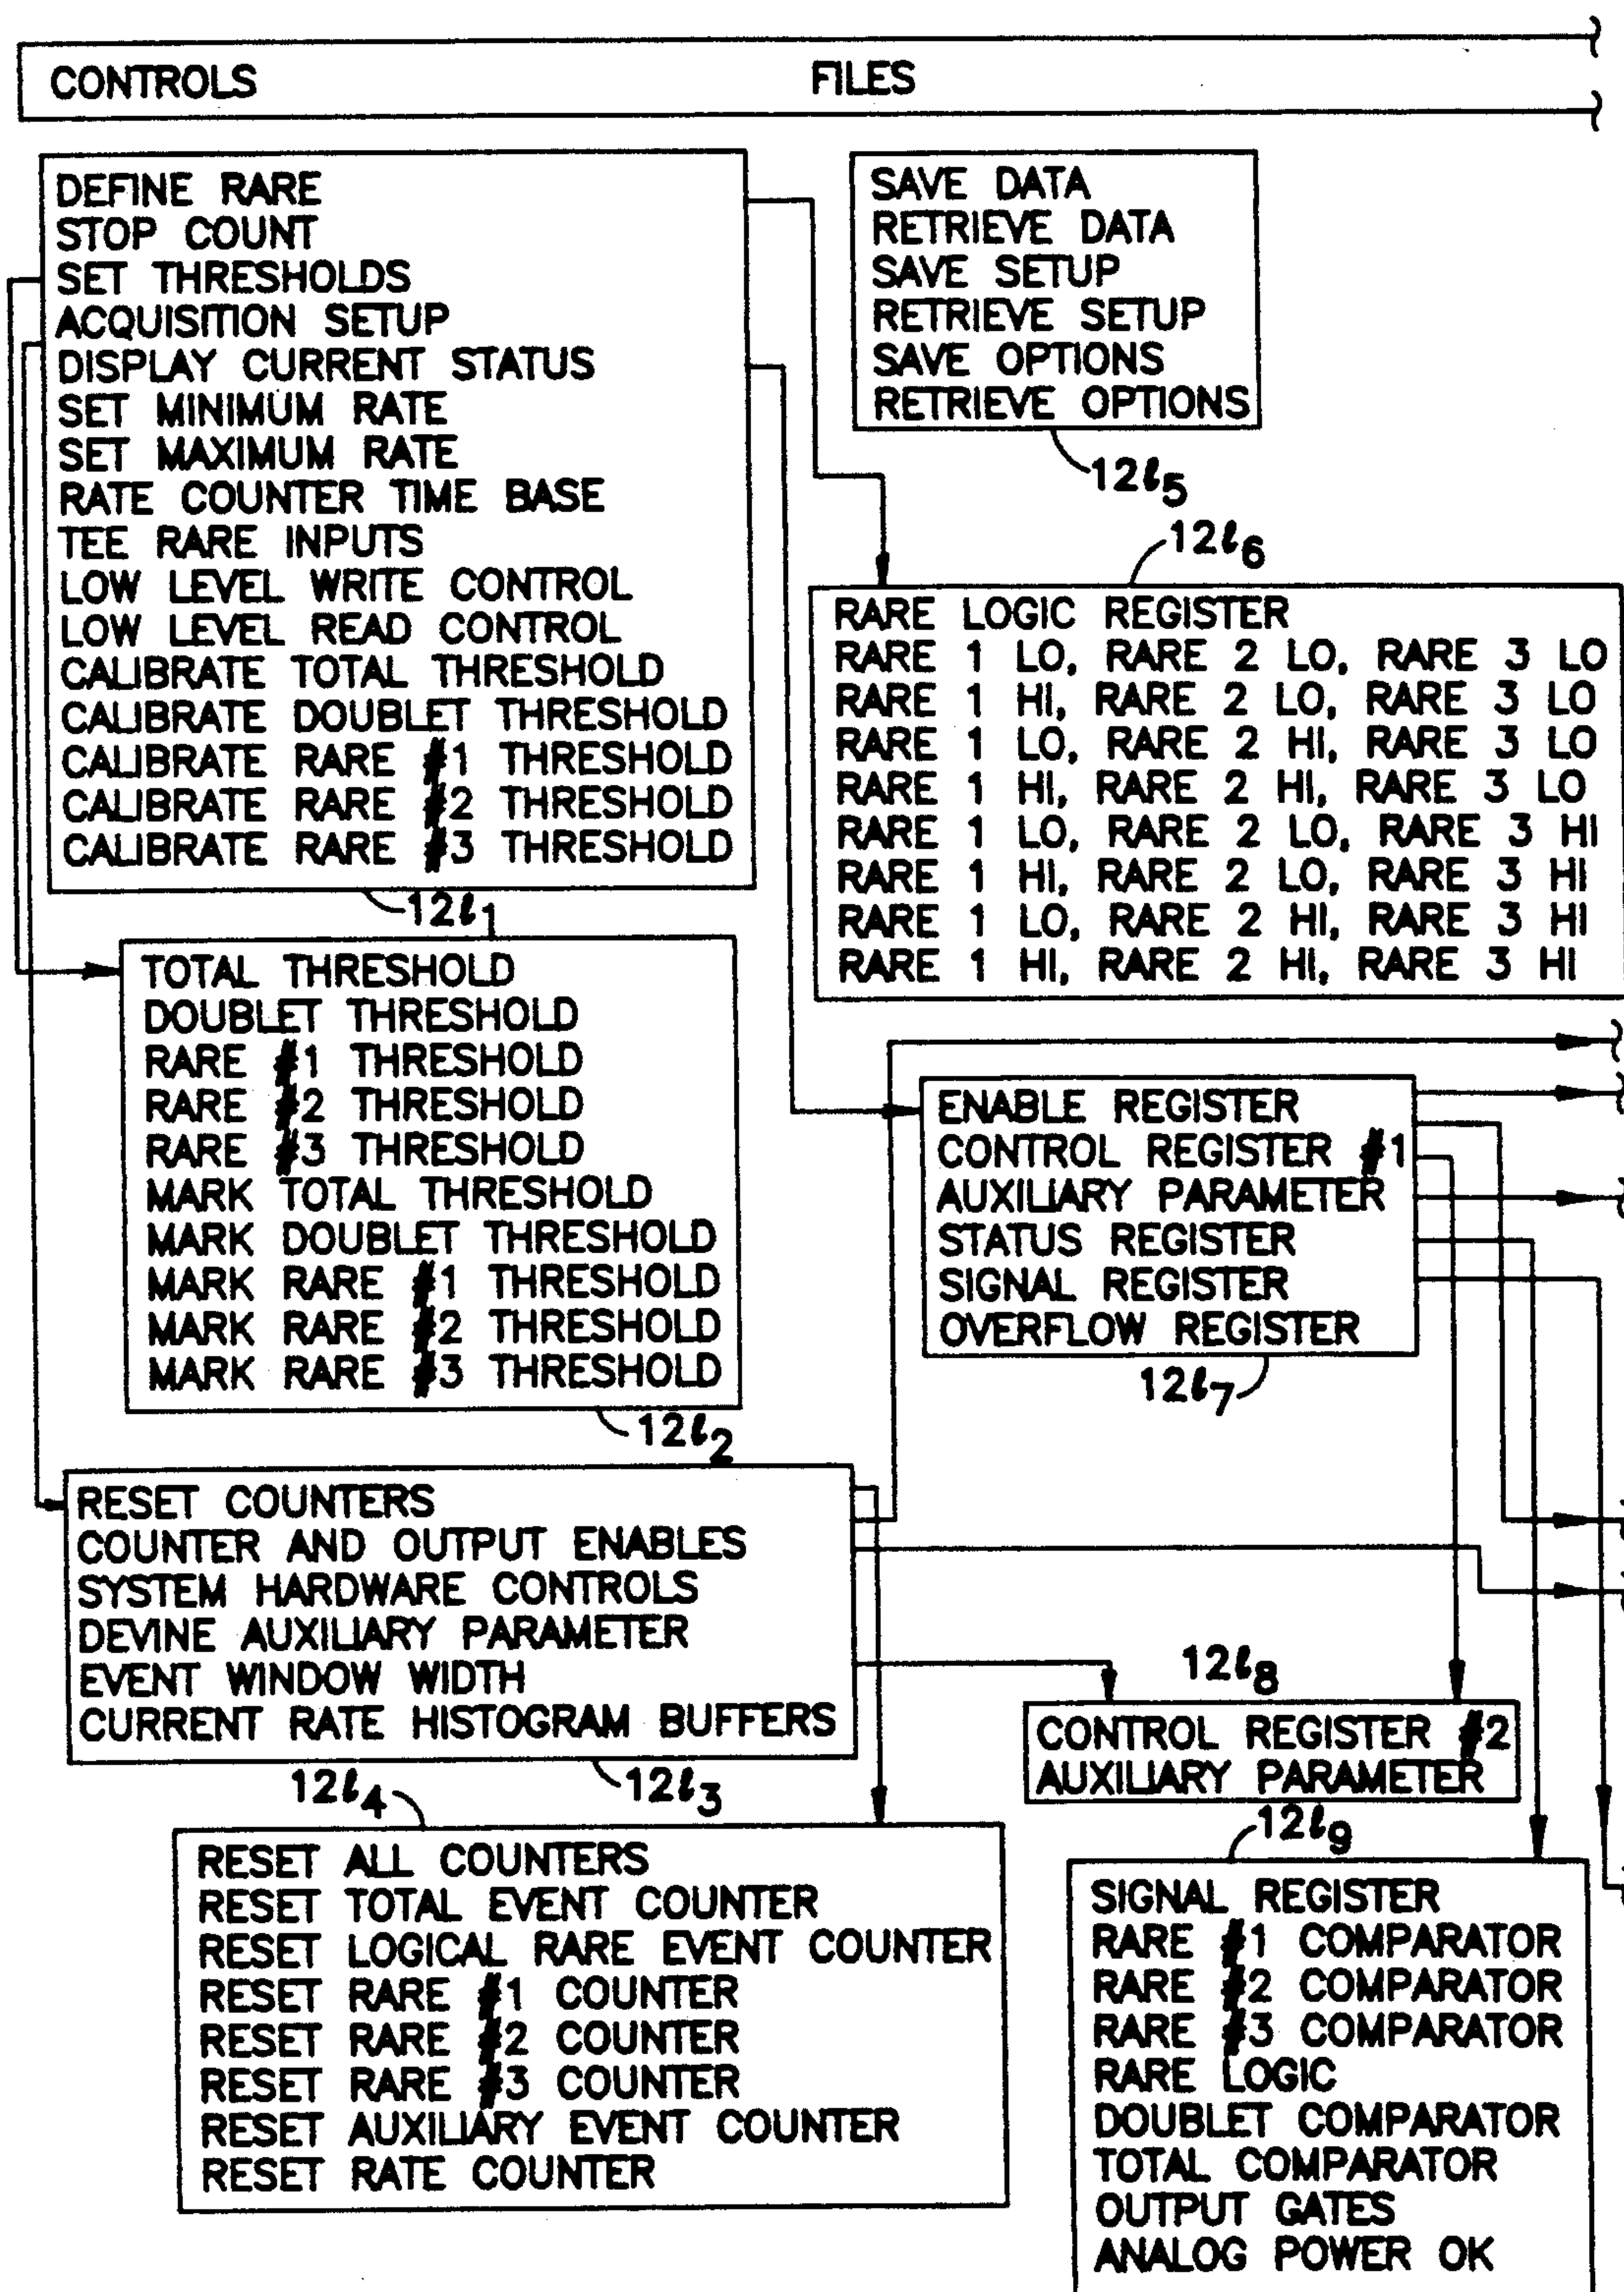 CONTROLS FILES
DEFINE RARE
STOP COUNT
SET THRESHOLDS
ACQUISITION SETUP
DISPLAY CURRENT STATUS
SET MINIMUM RATE
SET MAXIMUM RATE
RATE COUNTER TIME BASE
TEE RARE INPUTS
LOW LEVEL WRITE CONTROL
LOW LEVEL READ CONTROL
CALIBRATE TOTAL THRESHOLD
CALIBRATE DOUBLET THRESHOLD
CALIBRATE RARE #1 THRESHOLD
CALIBRATE RARE #2 THRESHOLD
CALIBRATE RARE #3 THRESHOLD
12ℓ1
SAVE DATA
RETRIEVE DATA
SAVE SETUP
RETRIEVE SETUP
SAVE OPTIONS
RETRIEVE OPTIONS
12ℓ5
12ℓ6
RARE LOGIC REGISTER
RARE 1 LO, RARE 2 LO, RARE 3 LO
RARE 1 HI, RARE 2 LO, RARE 3 LO
RARE 1 LO, RARE 2 HI, RARE 3 LO
RARE 1 HI, RARE 2 HI, RARE 3 LO
RARE 1 LO, RARE 2 LO, RARE 3 HI
RARE 1 HI, RARE 2 LO, RARE 3 HI
RARE 1 LO, RARE 2 HI, RARE 3 HI
RARE 1 HI, RARE 2 HI, RARE 3 HI
TOTAL THRESHOLD
DOUBLET THRESHOLD
RARE #1 THRESHOLD
RARE #2 THRESHOLD
RARE #3 THRESHOLD
MARK TOTAL THRESHOLD
MARK DOUBLET THRESHOLD
MARK RARE #1 THRESHOLD
MARK RARE #2 THRESHOLD
MARK RARE #3 THRESHOLD
12ℓ2
ENABLE REGISTER
CONTROL REGISTER #1
AUXILIARY PARAMETER
STATUS REGISTER
SIGNAL REGISTER
OVERFLOW REGISTER
12ℓ7
RESET COUNTERS
COUNTER AND OUTPUT ENABLES
SYSTEM HARDWARE CONTROLS
DEVINE AUXILIARY PARAMETER
EVENT WINDOW WIDTH
CURRENT RATE HISTOGRAM BUFFERS
12ℓ3
12ℓ8
CONTROL REGISTER #2
AUXILIARY PARAMETER
12ℓ4
RESET ALL COUNTERS
RESET TOTAL EVENT COUNTER
RESET LOGICAL RARE EVENT COUNTER
RESET RARE #1 COUNTER
RESET RARE #2 COUNTER
RESET RARE #3 COUNTER
RESET AUXILIARY EVENT COUNTER
RESET RATE COUNTER
12ℓ9
SIGNAL REGISTER
RARE #1 COMPARATOR
RARE #2 COMPARATOR
RARE #3 COMPARATOR
RARE LOGIC
DOUBLET COMPARATOR
TOTAL COMPARATOR
OUTPUT GATES
ANALOG POWER OK